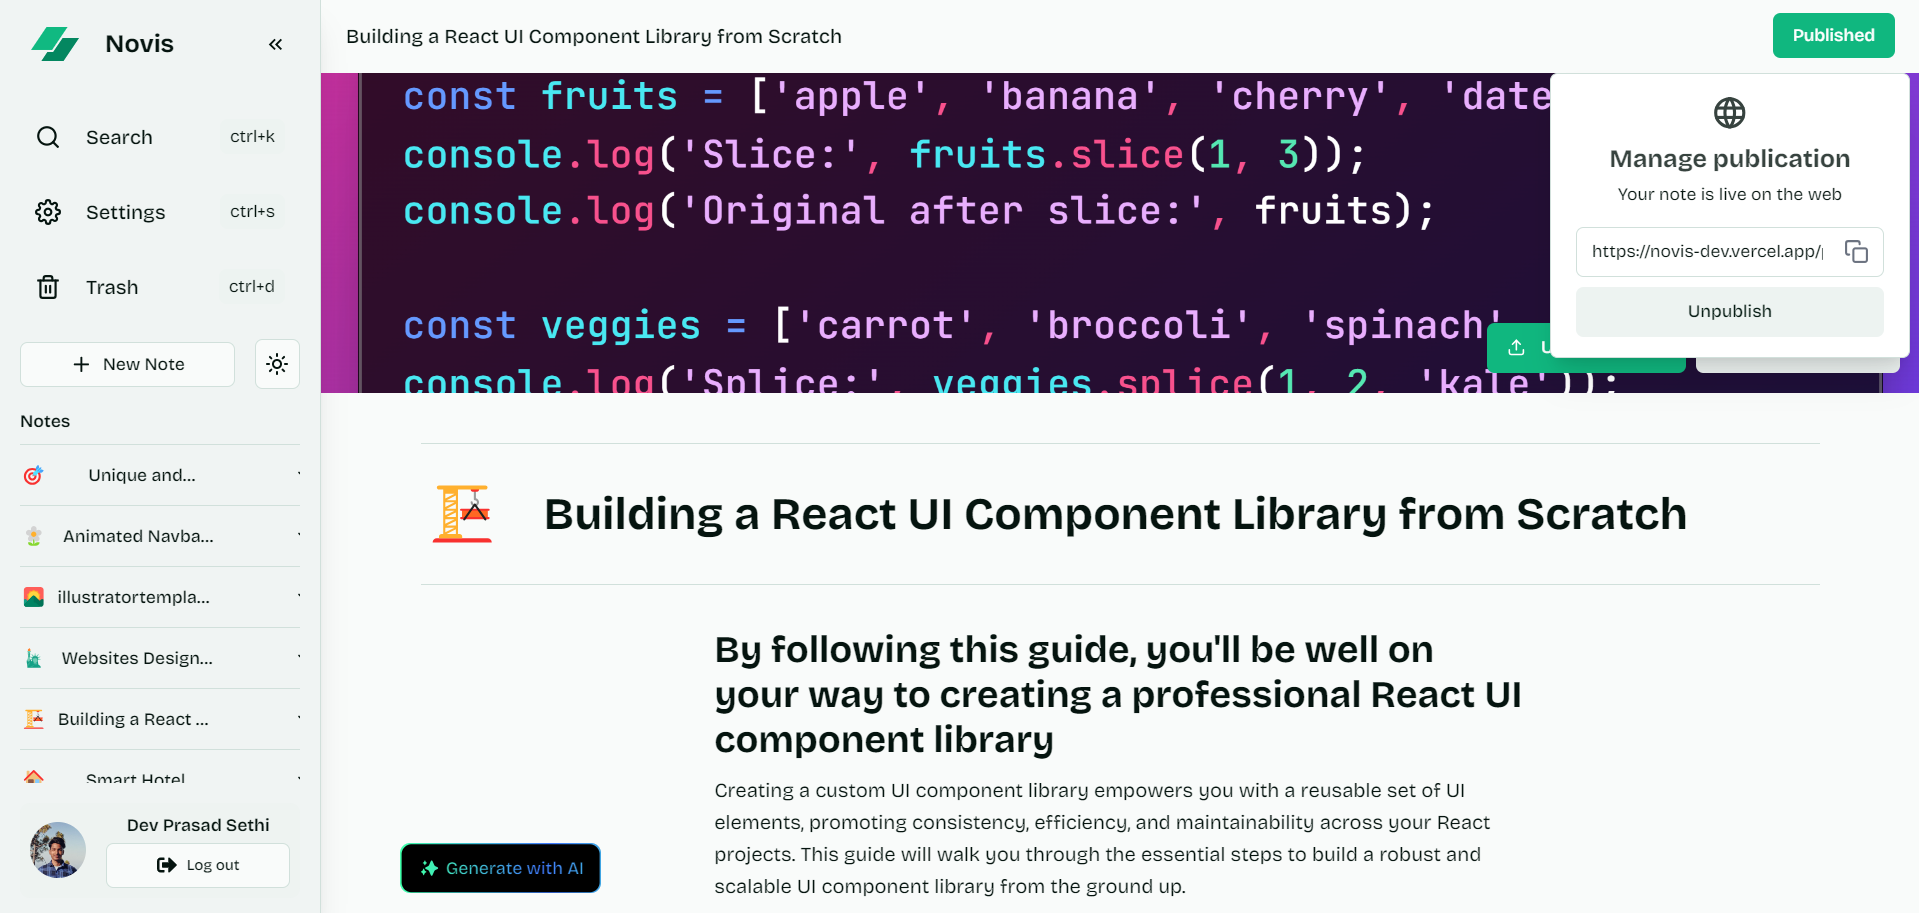 Novis
Search ctrl+k
Settings ctrl+s
Trash ctrl+d
New Note
Notes
Unique and...
Animated Navba...
illustratortempla...
Websites Design...
Building a React ...
Smart Hotel
Dev Prasad Sethi
Log out
Building a React UI Component Library from Scratch
Published
const fruits = ['apple', 'banana', 'cherry', 'date
console.log('Slice:', fruits.slice(1, 3));
console.log('Original after slice:', fruits);
const veggies = ['carrot', 'broccoli', 'spinach'
console.log('Splice:', veggies.splice(1, 2, 'kale'));
Manage publication
Your note is live on the web
https://novis-dev.vercel.app/
Unpublish
Building a React UI Component Library from Scratch
By following this guide, you'll be well on
your way to creating a professional React UI
component library
Creating a custom UI component library empowers you with a reusable set of UI
elements, promoting consistency, efficiency, and maintainability across your React
projects. This guide will walk you through the essential steps to build a robust and
scalable UI component library from the ground up.
Generate with AI